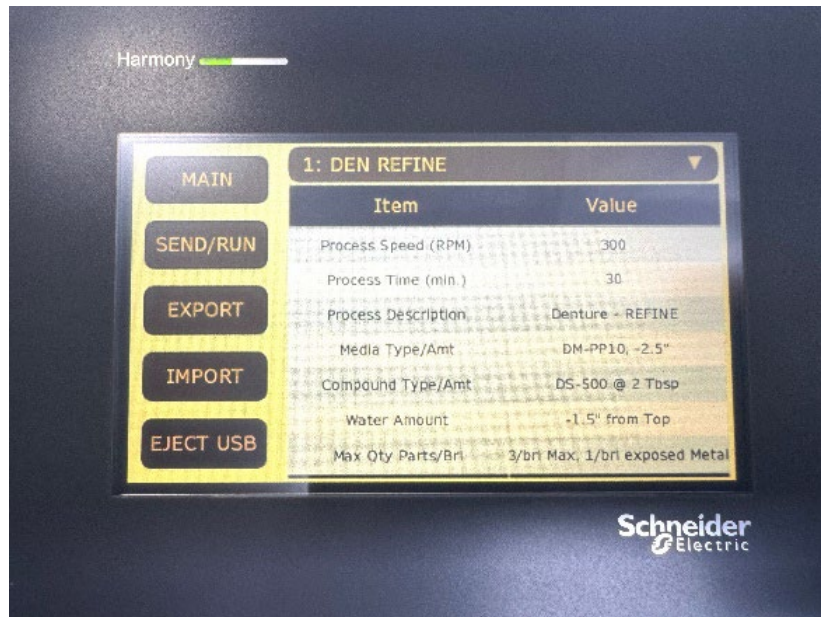 Harmony
MAIN
SEND/RUN
EXPORT
IMPORT
EJECT USB
1: DEN REFINE
Item Value
Process Speed (RPM) 300
Process Time (min.) 30
Process Description Denture - REFINE
Media Type/Amt DM-PP10, -2.5"
Compound Type/Amt DS-500 @ 2 Tbsp
Water Amount -1.5" from Top
Max Qty Parts/Brl 3/brl Max, 1/brl exposed Metal
Schneider
Electric